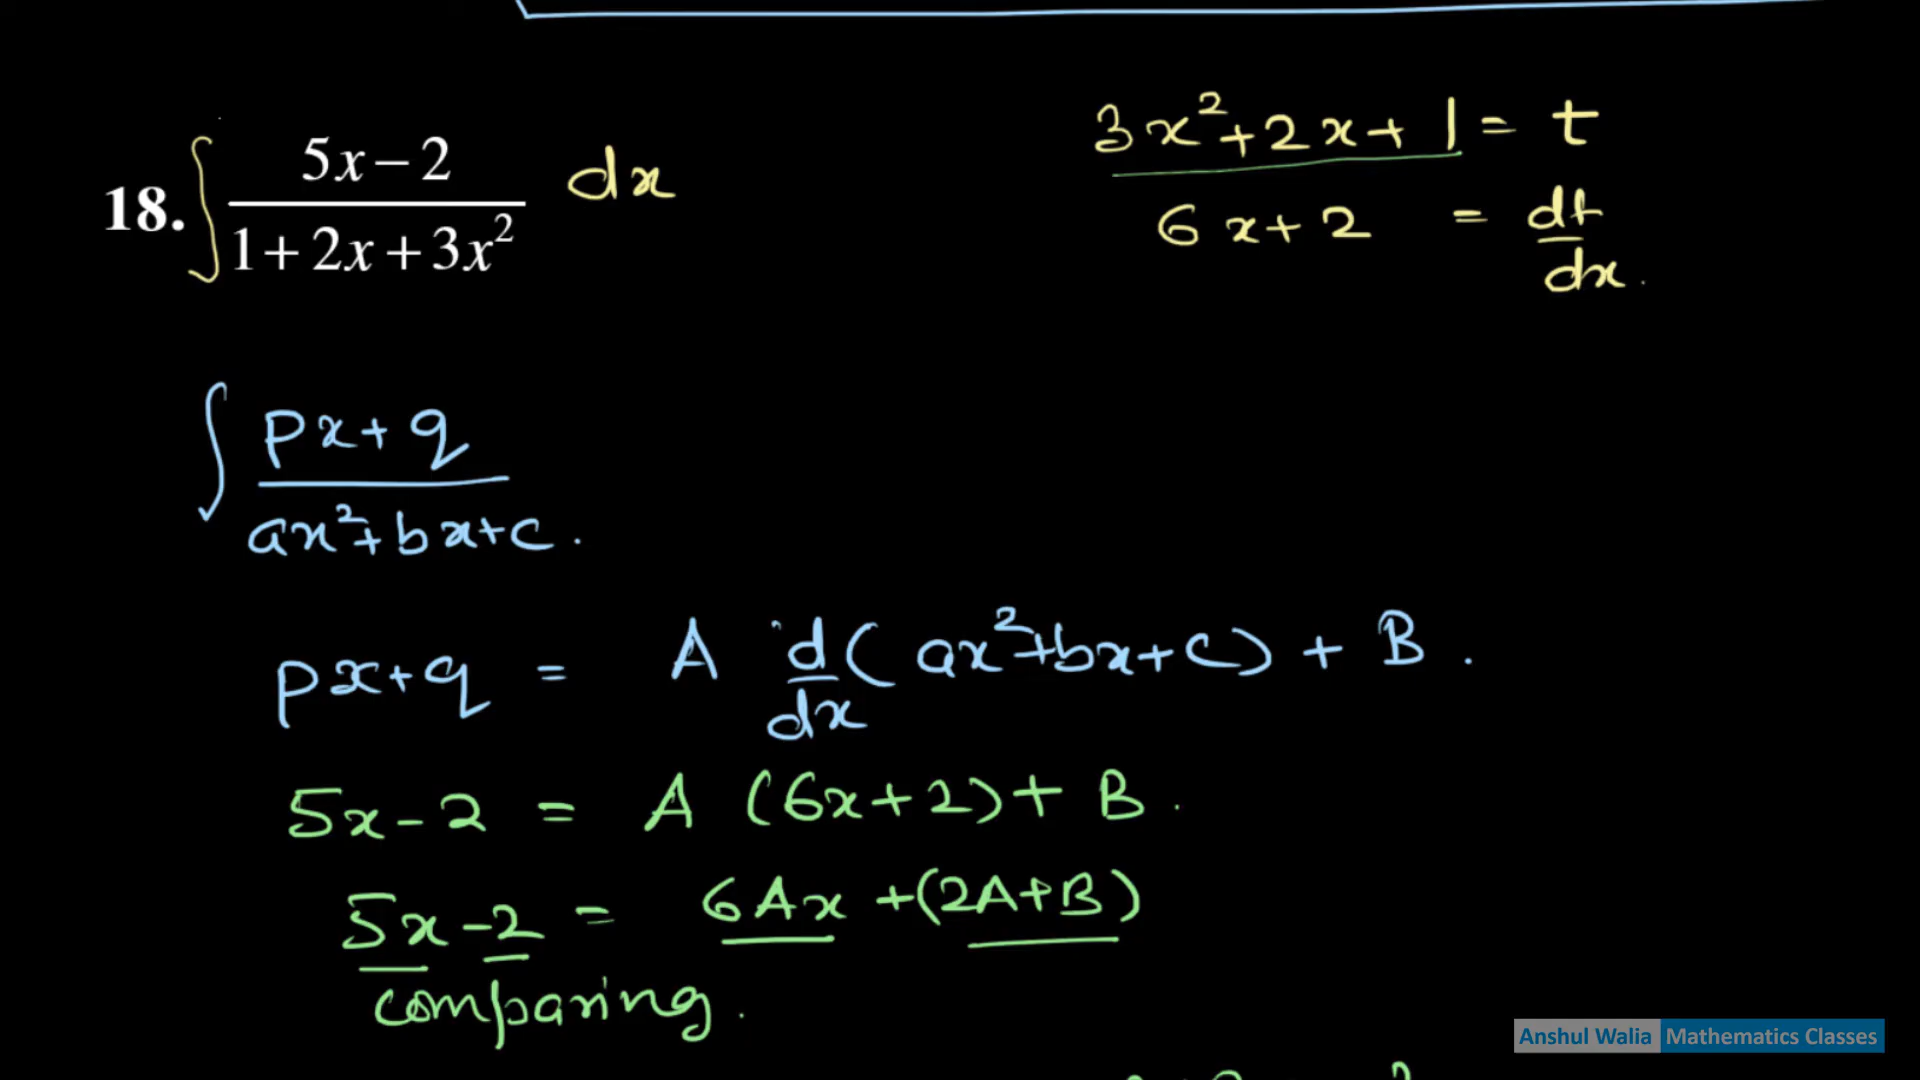 18. ∫ (5x−2)/(1+2x+3x²) dx
3x²+2x+1 = t
6x+2 = dt/dx.
∫ (px+q)/(ax²+bx+c).
px+q = A d/dx (ax²+bx+c) + B.
5x-2 = A (6x+2)+B.
5x-2 = 6Ax +(2A+B)
comparing.
Anshul Walia Mathematics Classes